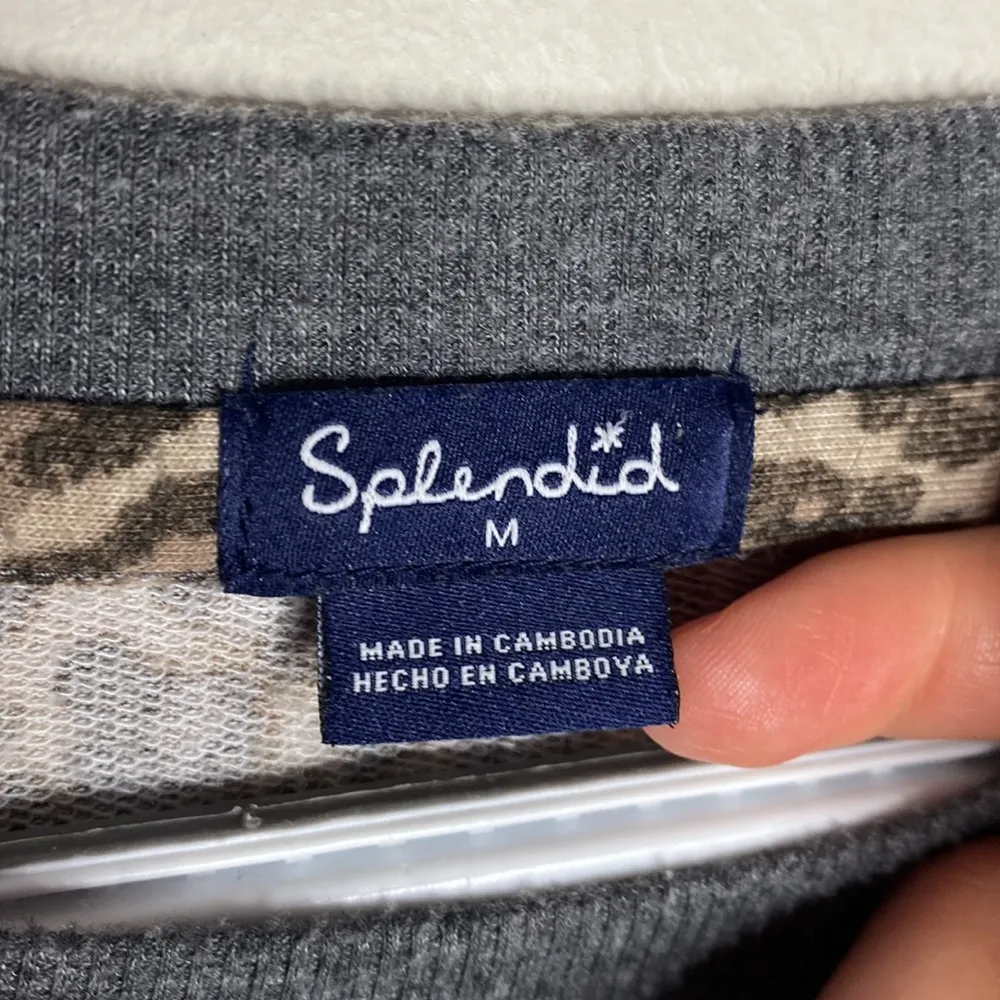 Splendid
M
MADE IN CAMBODIA
HECHO EN CAMBOYA